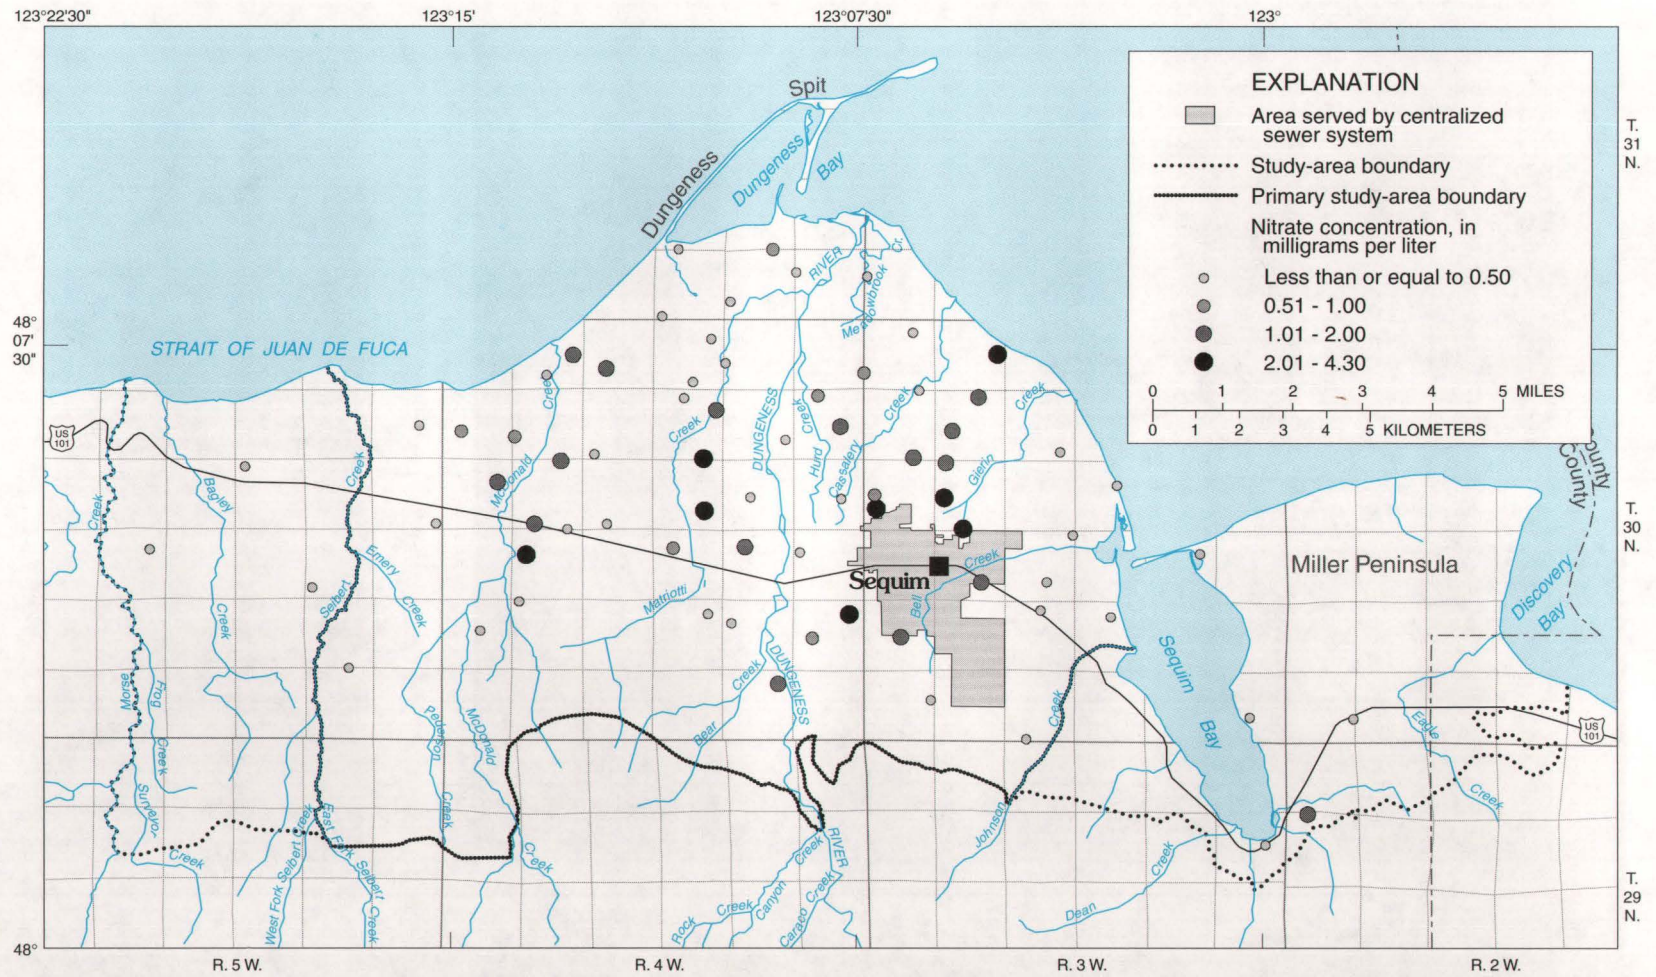 123°22'30"
123°15'
123°07'30"
123°
EXPLANATION
Area served by centralized
sewer system
Study-area boundary
Primary study-area boundary
Nitrate concentration, in
milligrams per liter
Less than or equal to 0.50
0.51 - 1.00
1.01 - 2.00
2.01 - 4.30
0 1 2 3 4 5 MILES
0 1 2 3 4 5 KILOMETERS
T.
31
N.
Spit
Dungeness
Dungeness
Bay
RIVER
Cr.
Meadowbrook
48°
07'
30"
STRAIT OF JUAN DE FUCA
US
101
Creek
Bagley
Creek
Creek
Seibert
Emery
Creek
Cree
McDonald
Creek
Matriotti
DUNGENESS
Creek
Hurd
Creek
Cassalery
Creek
Gierin
Creek
Bell
Sequim
ounty
County
T.
30
N.
Miller Peninsula
Discovery
Bay
Sequim
Bay
Morse
Frog
Creek
Surveyor
Creek
Pederson
Creek
McDonald
Creek
Creek
Bear
DUNGENESS
RIVER
Creek
Johnson
Eagle
Creek
US
101
West Fork Seibert Creek
East Fork Seibert
Creek
Rock
Creek
Canyon
Creek
Caraco Creek
Dean
Creek
T.
29
N.
48°
R. 5 W.
R. 4 W.
R. 3 W.
R. 2 W.